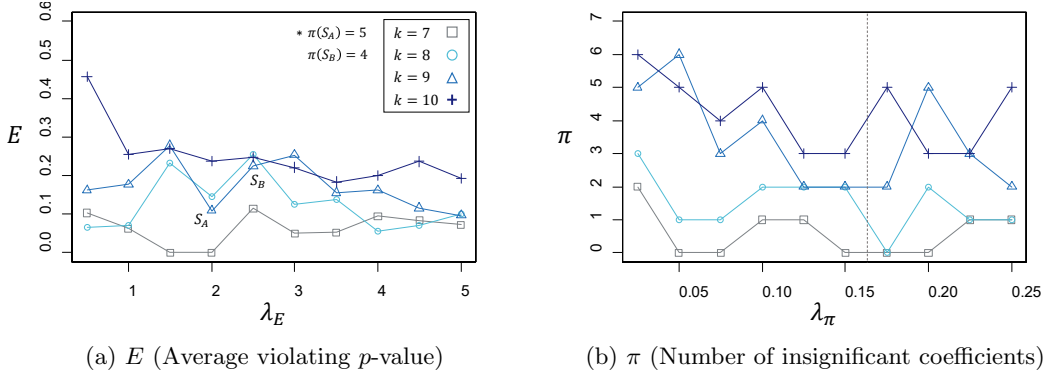 0.0 0.1 0.2 0.3 0.4 0.5 0.6
E
* π(S_A) = 5
π(S_B) = 4
k = 7
k = 8
k = 9
k = 10
S_A
S_B
1 2 3 4 5
λ_E
(a) E (Average violating p-value)
0 1 2 3 4 5 6 7
π
0.05 0.10 0.15 0.20 0.25
λ_π
(b) π (Number of insignificant coefficients)